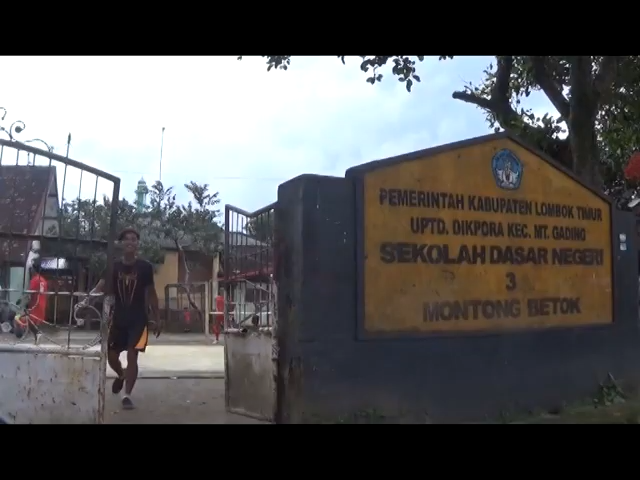 PEMERINTAH KABUPATEN LOMBOK TIMUR
UPTD. DIKPORA KEC. MT. GADING
SEKOLAH DASAR NEGERI
3
MONTONG BETOK